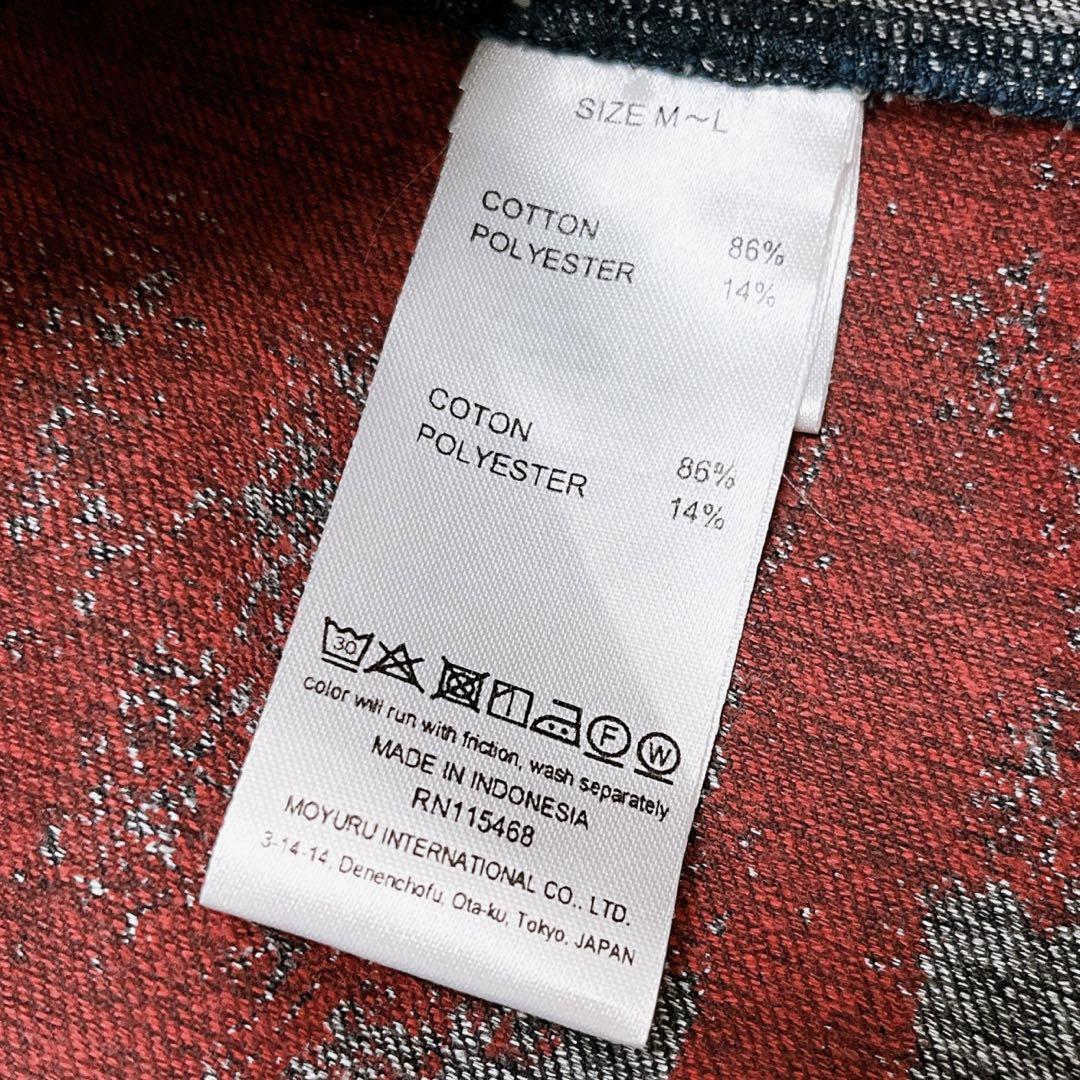 SIZE M～L
COTTON 86%
POLYESTER 14%
COTON 86%
POLYESTER 14%
30
F
W
color will run with friction, wash separately
MADE IN INDONESIA
RN115468
MOYURU INTERNATIONAL CO., LTD.
3-14-14, Denenchofu, Ota-ku, Tokyo, JAPAN